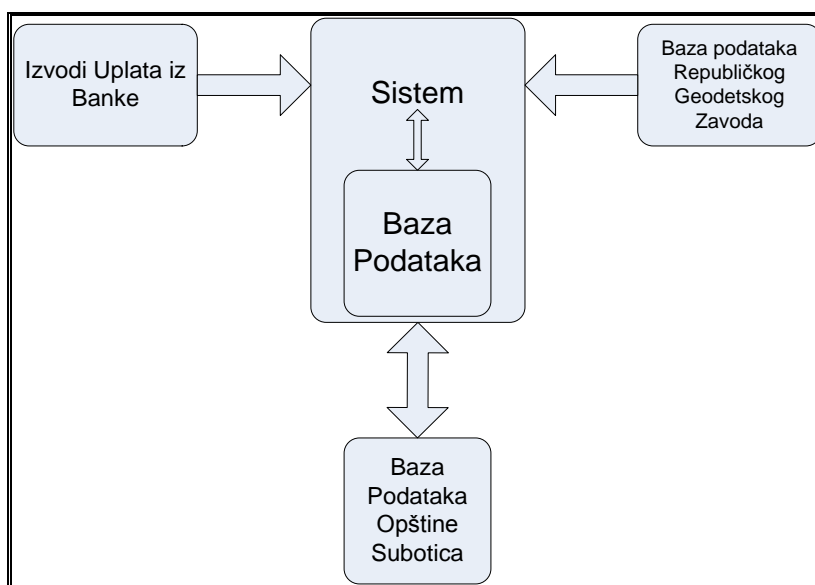 Izvodi Uplata iz
Banke
Sistem
Baza
Podataka
Baza podataka
Republičkog
Geodetskog
Zavoda
Baza
Podataka
Opštine
Subotica